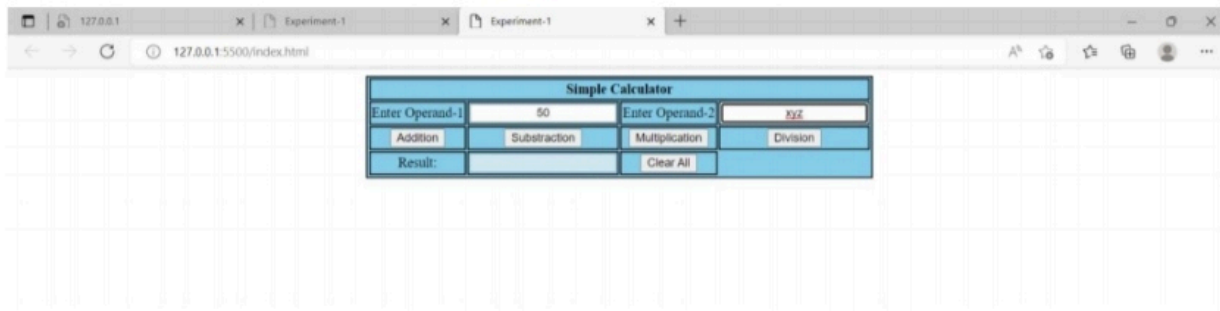 127.0.0.1 Experiment-1 Experiment-1
127.0.0.1:5500/index.html
Simple Calculator
Enter Operand-1 50 Enter Operand-2 xyz
Addition Substraction Multiplication Division
Result: Clear All